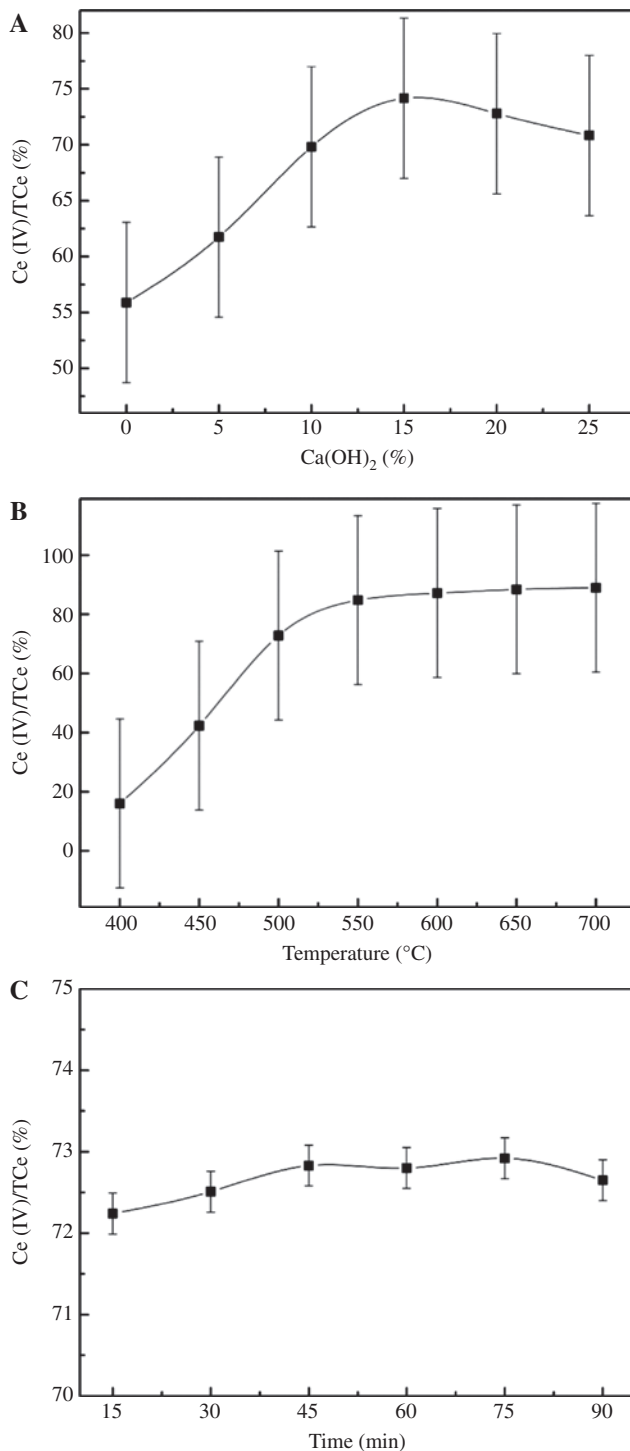 A
Ce (IV)/TCe (%)
80
75
70
65
60
55
50
0 5 10 15 20 25
Ca(OH)₂ (%)
B
Ce (IV)/TCe (%)
100
80
60
40
20
0
400 450 500 550 600 650 700
Temperature (°C)
C
Ce (IV)/TCe (%)
75
74
73
72
71
70
15 30 45 60 75 90
Time (min)